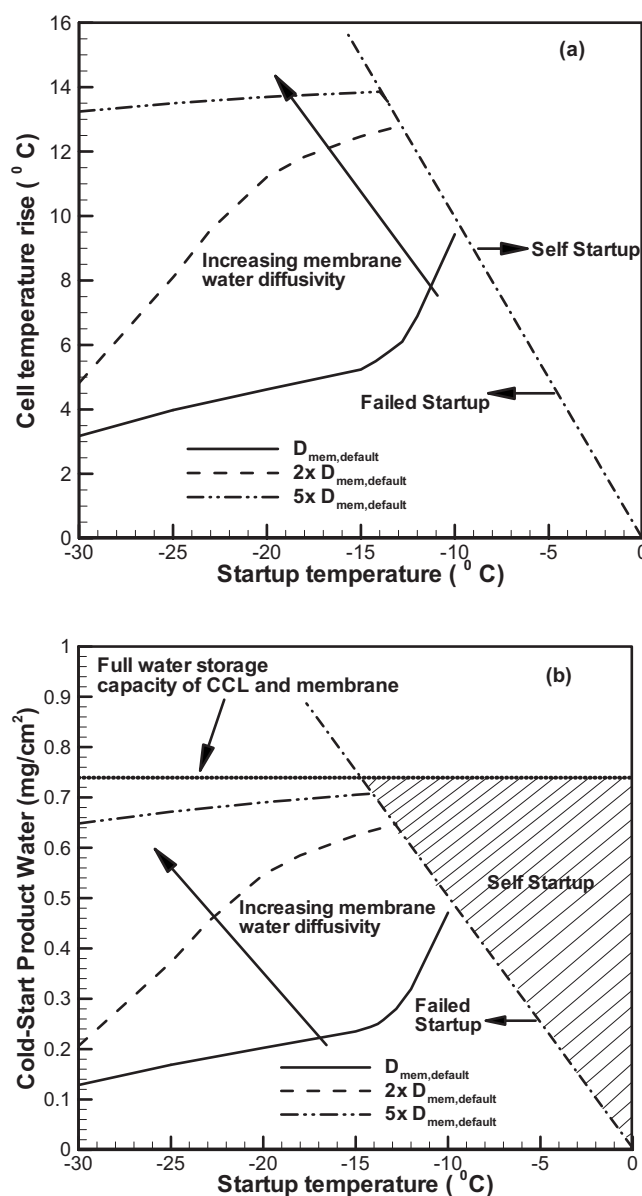 (a)
16
14
12
10
8
6
4
2
0
Cell temperature rise ( ⁰ C)
Increasing membrane
water diffusivity
Self Startup
Failed Startup
D mem,default
2x D mem,default
5x D mem,default
-30 -25 -20 -15 -10 -5 0
Startup temperature ( ⁰ C)
(b)
1
0.9
0.8
0.7
0.6
0.5
0.4
0.3
0.2
0.1
0
Cold-Start Product Water (mg/cm²)
Full water storage
capacity of CCL and membrane
Self Startup
Increasing membrane
water diffusivity
Failed
Startup
D mem,default
2x D mem,default
5x D mem,default
-30 -25 -20 -15 -10 -5 0
Startup temperature ( ⁰C)